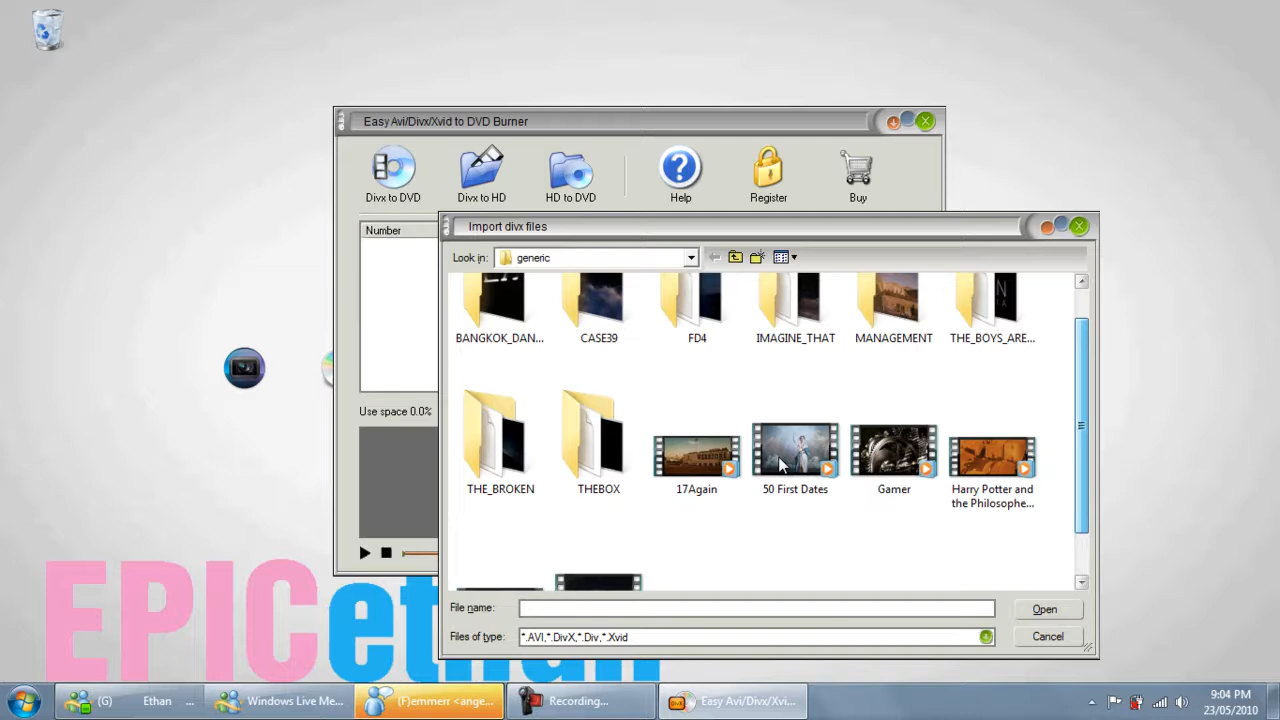 Easy Avi/Divx/Xvid to DVD Burner
Divx to DVD
Divx to HD
HD to DVD
Help
Register
Buy
Number
Import divx files
Look in:
generic
BANGKOK_DAN...
CASE39
FD4
IMAGINE_THAT
MANAGEMENT
THE_BOYS_ARE...
THE_BROKEN
THEBOX
17Again
50 First Dates
Gamer
Harry Potter and
the Philosophe...
Use space 0.0%
File name:
Open
Files of type:
*.AVI,*.DivX,*.Div,*.Xvid
Cancel
EPICethan
(G)
Ethan
...
Windows Live Me...
(F)emmerr <ange...
Recording...
Easy Avi/Divx/Xvi...
9:04 PM
23/05/2010